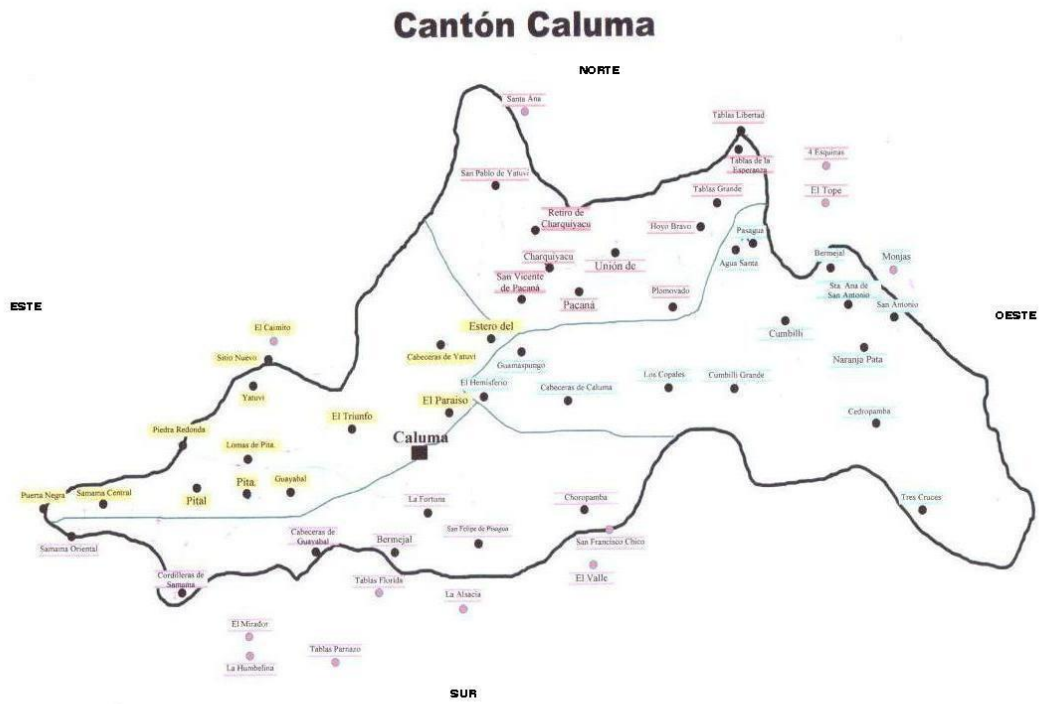 Cantón Caluma
NORTE
Santa Ana
Tablas Libertad
4 Esquinas
Tablas de la
Esperanza
San Pablo de Yatuvi
Tablas Grande
El Tope
Retiro de
Charquiyacu
Hoyo Bravo
Pasagua
Charquiyacu
Unión de
Agua Santa
Bermejal
Monjas
San Vicente
de Pacaná
Pacaná
Plomovado
Sta. Ana de
San Antonio
San Antonio
ESTE
OESTE
El Caimito
Estero del
Cumbilli
Sitio Nuevo
Cabeceras de Yatuvi
Guamaspungo
Naranja Pata
Yatuvi
El Hemisferio
Cabeceras de Caluma
Los Copales
Cumbilli Grande
El Paraiso
El Triunfo
Cedropamba
Piedra Redonda
Caluma
Lomas de Pita.
Pita.
Guayabal
Puerta Negra
Samama Central
Pital
La Fortuna
Choropamba
Tres Cruces
Samama Oriental
Cabeceras de
Guayabal
Bermejal
San Felipe de Pisagua
San Francisco Chico
Cordilleras de
Samama
Tablas Florida
El Valle
La Alsacia
El Mirador
Tablas Parnazo
La Humbelina
SUR